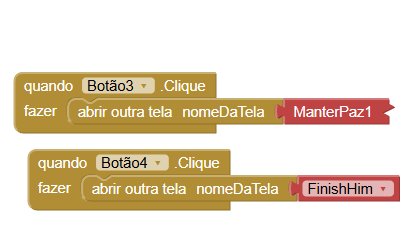 quando Botão3 .Clique
fazer abrir outra tela nomeDaTela ManterPaz1
quando Botão4 .Clique
fazer abrir outra tela nomeDaTela FinishHim